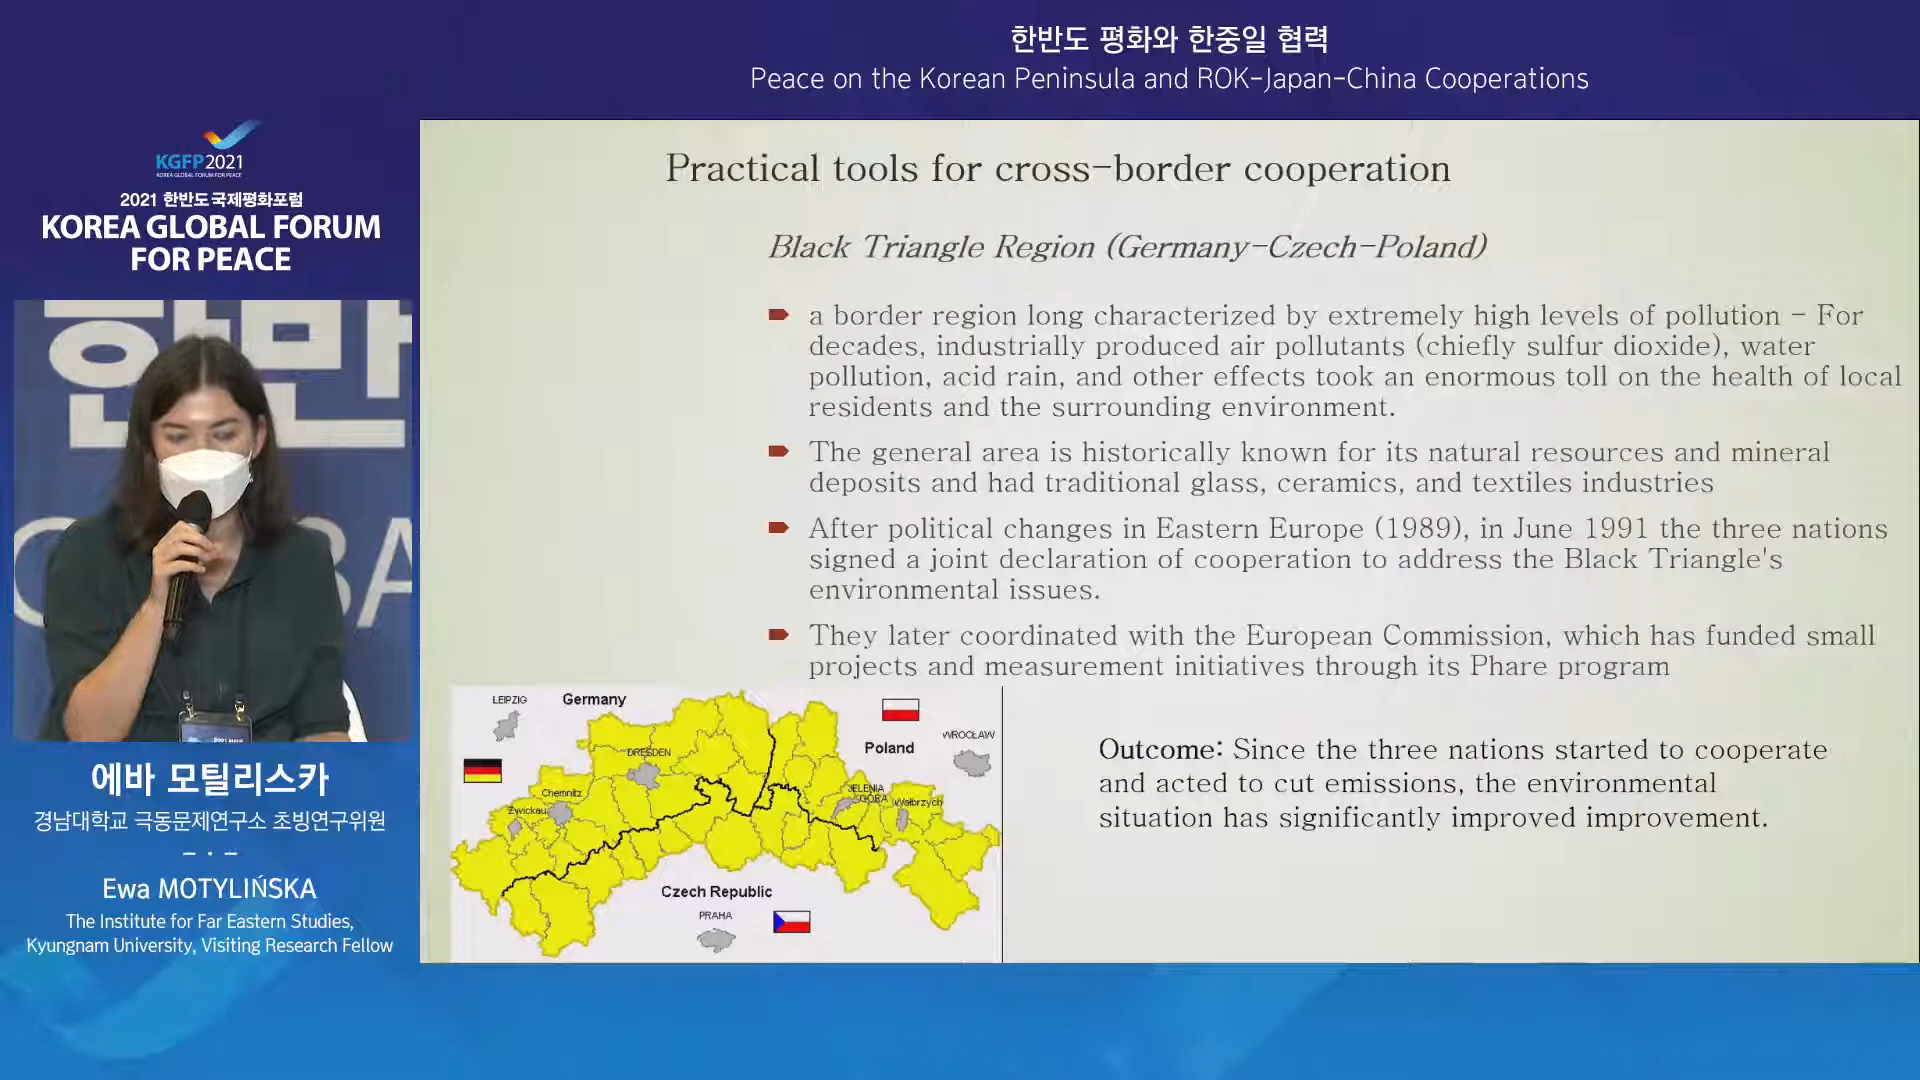 한반도 평화와 한중일 협력
Peace on the Korean Peninsula and ROK-Japan-China Cooperations
KGFP2021
KOREA GLOBAL FORUM FOR PEACE
2021 한반도국제평화포럼
KOREA GLOBAL FORUM
FOR PEACE
한반
에바 모틸리스카
경남대학교 극동문제연구소 초빙연구위원
Ewa MOTYLIŃSKA
The Institute for Far Eastern Studies,
Kyungnam University, Visiting Research Fellow
Practical tools for cross-border cooperation
Black Triangle Region (Germany-Czech-Poland)
a border region long characterized by extremely high levels of pollution - For
decades, industrially produced air pollutants (chiefly sulfur dioxide), water
pollution, acid rain, and other effects took an enormous toll on the health of local
residents and the surrounding environment.
The general area is historically known for its natural resources and mineral
deposits and had traditional glass, ceramics, and textiles industries
After political changes in Eastern Europe (1989), in June 1991 the three nations
signed a joint declaration of cooperation to address the Black Triangle's
environmental issues.
They later coordinated with the European Commission, which has funded small
projects and measurement initiatives through its Phare program
LEIPZIG
Germany
DRESDEN
Poland
WROCŁAW
Chemnitz
Zwickau
JELENIA
GÓRA
Wałbrzych
Czech Republic
PRAHA
Outcome: Since the three nations started to cooperate
and acted to cut emissions, the environmental
situation has significantly improved improvement.